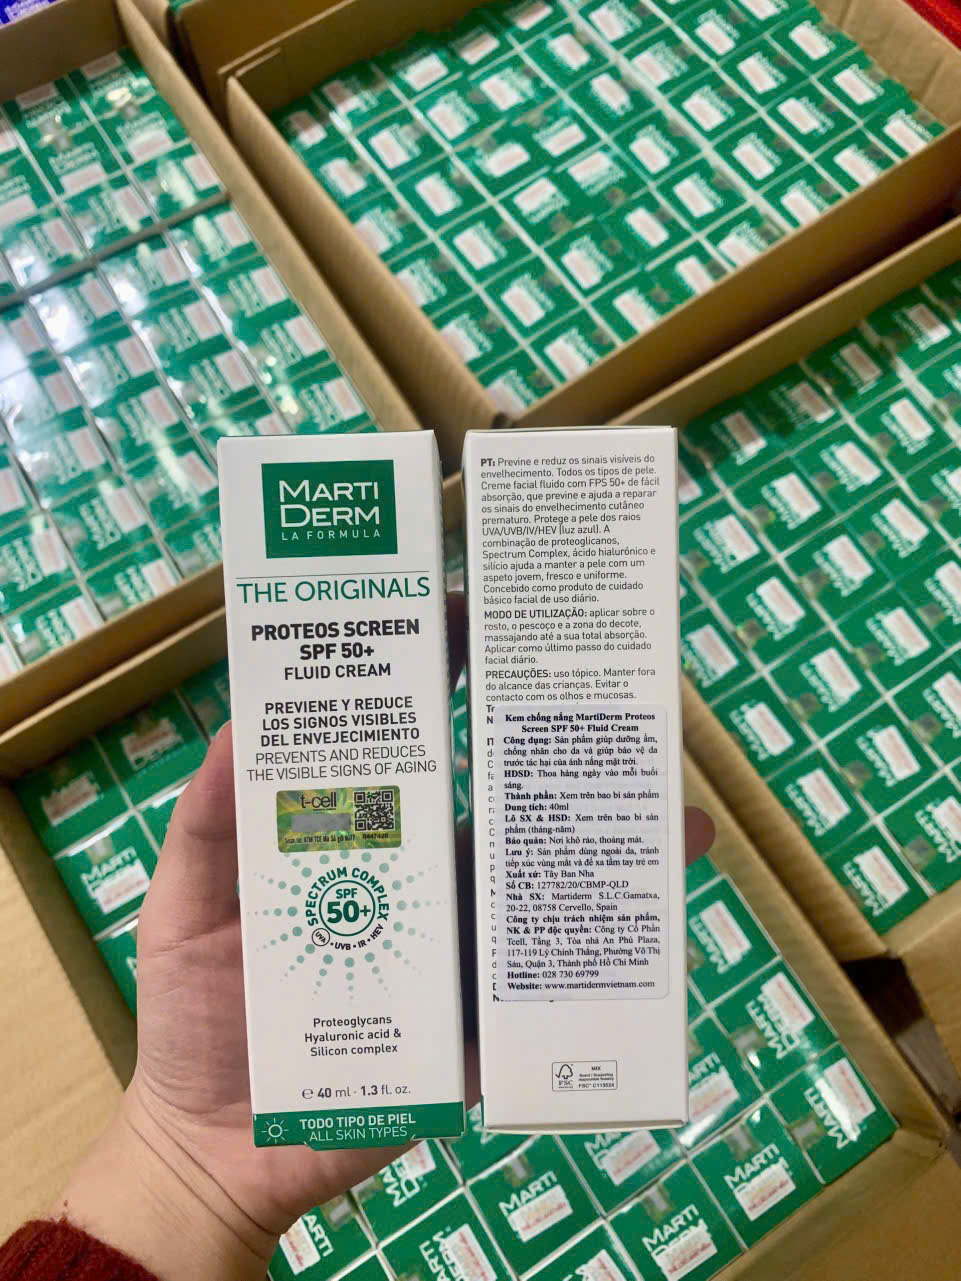 MARTI
DERM
LA FORMULA
THE ORIGINALS
PROTEOS SCREEN
SPF 50+
FLUID CREAM
PREVIENE Y REDUCE
LOS SIGNOS VISIBLES
DEL ENVEJECIMIENTO
PREVENTS AND REDUCES
THE VISIBLE SIGNS OF AGING
t-cell
SPECTRUM COMPLEX
SPF
50+
UVA • UVB • IR • HEV
Proteoglycans
Hyaluronic acid &
Silicon complex
℮ 40 ml · 1.3 fl. oz.
TODO TIPO DE PIEL
ALL SKIN TYPES
PT: Previne e reduz os sinais visíveis do
envelhecimento. Todos os tipos de pele.
Creme facial fluido com FPS 50+ de fácil
absorção, que previne e ajuda a reparar
os sinais do envelhecimento cutâneo
prematuro. Protege a pele dos raios
UVA/UVB/IV/HEV (luz azul). A
combinação de proteoglicanos,
Spectrum Complex, ácido hialurónico e
silício ajuda a manter a pele com um
aspeto jovem, fresco e uniforme.
Concebido como produto de cuidado
básico facial de uso diário.
MODO DE UTILIZAÇÃO: aplicar sobre o
rosto, o pescoço e a zona do decote,
massajando até a sua total absorção.
Aplicar como último passo do cuidado
facial diário.
PRECAUÇÕES: uso tópico. Manter fora
do alcance das crianças. Evitar o
contacto com os olhos e mucosas.
Kem chống nắng MartiDerm Proteos
Screen SPF 50+ Fluid Cream
Công dụng: Sản phẩm giúp dưỡng ẩm,
chống nhăn cho da và giúp bảo vệ da
trước tác hại của ánh nắng mặt trời.
HDSD: Thoa hàng ngày vào mỗi buổi
sáng.
Thành phần: Xem trên bao bì sản phẩm
Dung tích: 40ml
Lô SX & HSD: Xem trên bao bì sản
phẩm (tháng-năm)
Bảo quản: Nơi khô ráo, thoáng mát.
Lưu ý: Sản phẩm dùng ngoài da, tránh
tiếp xúc vùng mắt và để xa tầm tay trẻ em
Xuất xứ: Tây Ban Nha
Số CB: 127782/20/CBMP-QLD
Nhà SX: Martiderm S.L.C.Gamatxa,
20-22, 08758 Cervello, Spain
Công ty chịu trách nhiệm sản phẩm,
NK & PP độc quyền: Công ty Cổ Phần
Tcell, Tầng 3, Tòa nhà An Phú Plaza,
117-119 Lý Chính Thắng, Phường Võ Thị
Sáu, Quận 3, Thành phố Hồ Chí Minh
Hotline: 028 730 69799
Website: www.martidermvietnam.com
FSC
MIX
Board | Supporting
responsible forestry
FSC® C113524